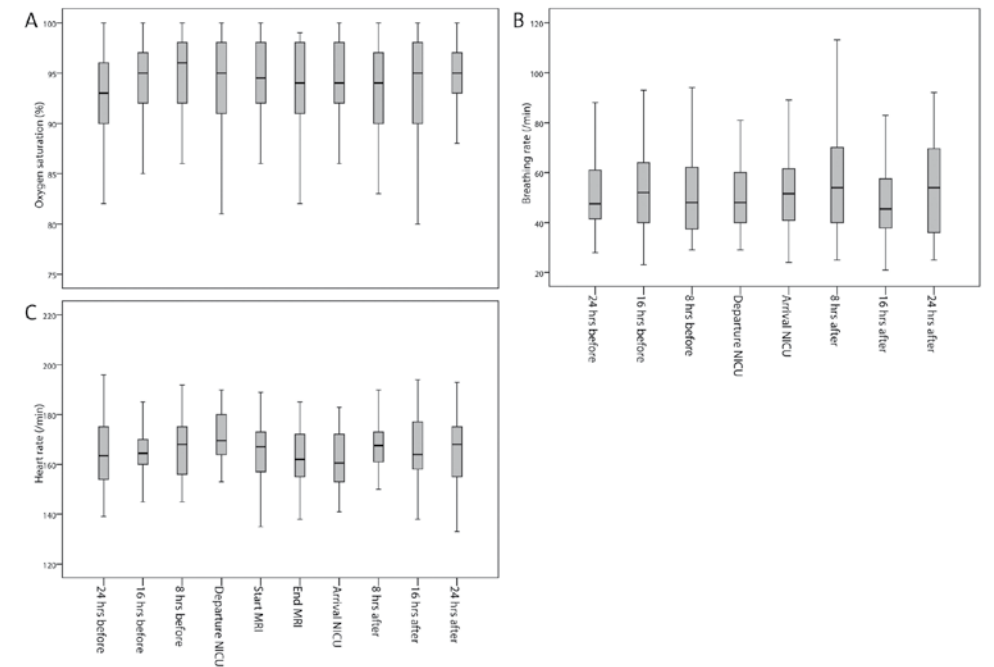 A
100
95
90
85
80
75
Oxygen saturation (%)
B
120
100
80
60
40
20
Breathing rate (/min)
24 hrs before
16 hrs before
8 hrs before
Departure NICU
Arrival NICU
8 hrs after
16 hrs after
24 hrs after
C
220
200
180
160
140
120
Heart rate (/min)
24 hrs before
16 hrs before
8 hrs before
Departure NICU
Start MRI
End MRI
Arrival NICU
8 hrs after
16 hrs after
24 hrs after